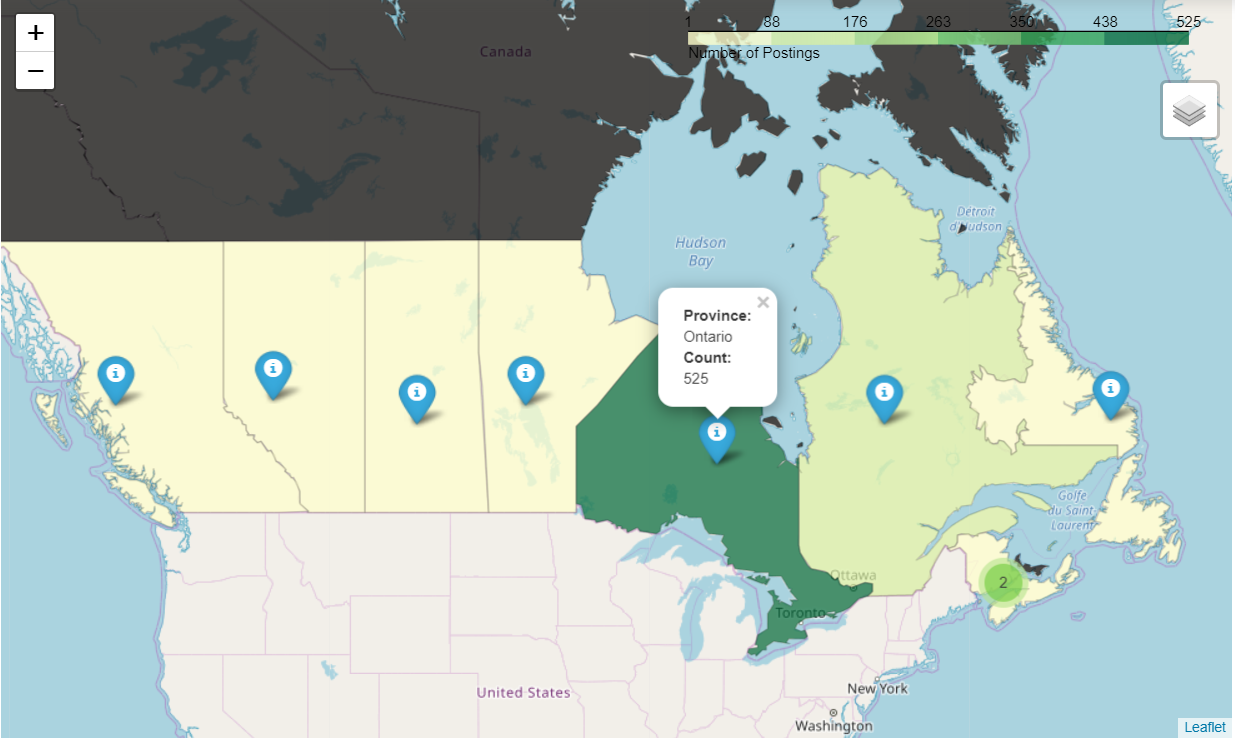 +
−
Canada
1 88 176 263 350 438 525
Number of Postings
Détroit
d'Hudson
Hudson
Bay
×
Province:
Ontario
Count:
525
i
i
i
i
i
i
i
Golfe
du Saint-
Laurent
Ottawa
2
Toronto
United States
New York
Washington
Leaflet